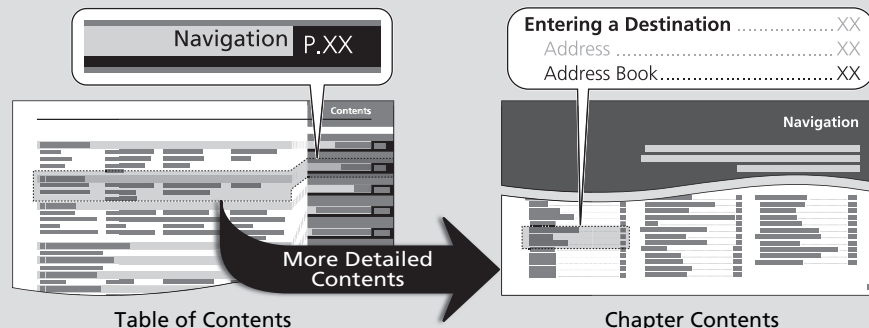 Navigation P.XX
Entering a Destination ................ XX
Address ................................... XX
Address Book ............................ XX
Contents
Navigation
More Detailed
Contents
Table of Contents
Chapter Contents